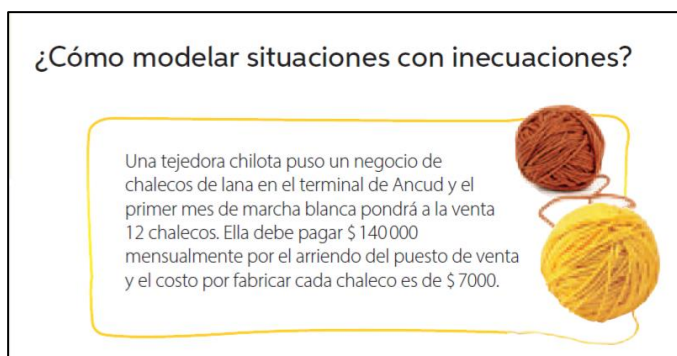 ¿Cómo modelar situaciones con inecuaciones?
Una tejedora chilota puso un negocio de
chalecos de lana en el terminal de Ancud y el
primer mes de marcha blanca pondrá a la venta
12 chalecos. Ella debe pagar $ 140 000
mensualmente por el arriendo del puesto de venta
y el costo por fabricar cada chaleco es de $ 7000.